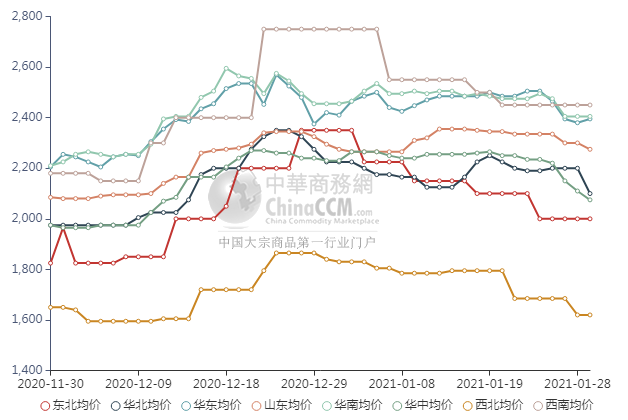 2,800
2,600
2,400
2,200
2,000
1,800
1,600
1,400
中華商務網
ChinaCCM.com
China Commodity Marketplace
中国大宗商品第一行业门户
2020-11-30 2020-12-09 2020-12-18 2020-12-29 2021-01-08 2021-01-19 2021-01-28
东北均价 华北均价 华东均价 山东均价 华南均价 华中均价 西北均价 西南均价